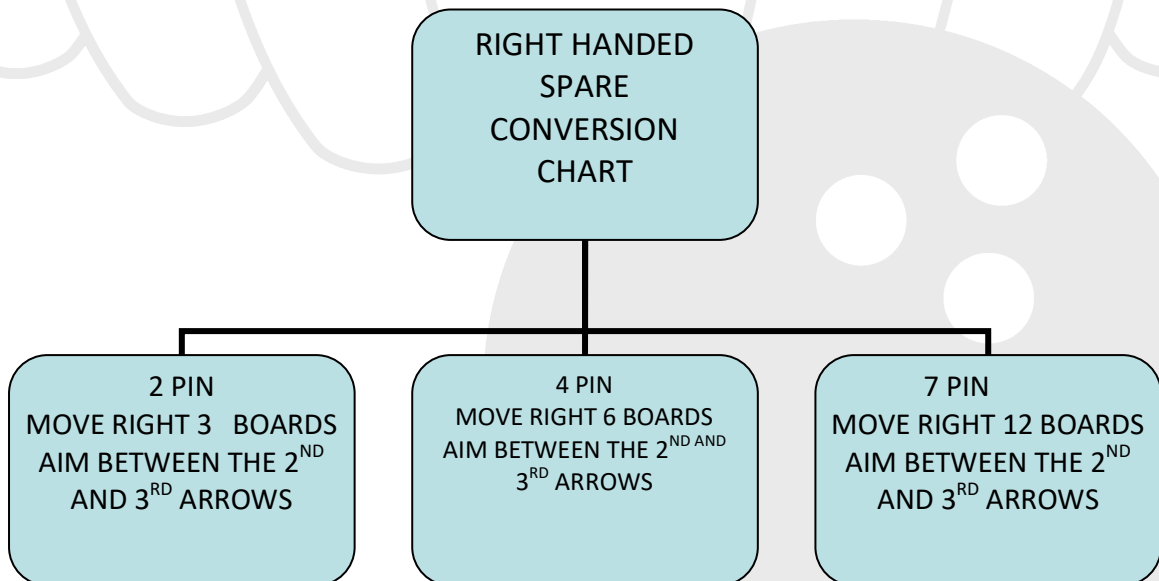 RIGHT HANDED
SPARE
CONVERSION
CHART
2 PIN
MOVE RIGHT 3 BOARDS
AIM BETWEEN THE 2ND
AND 3RD ARROWS
4 PIN
MOVE RIGHT 6 BOARDS
AIM BETWEEN THE 2ND AND
3RD ARROWS
7 PIN
MOVE RIGHT 12 BOARDS
AIM BETWEEN THE 2ND
AND 3RD ARROWS